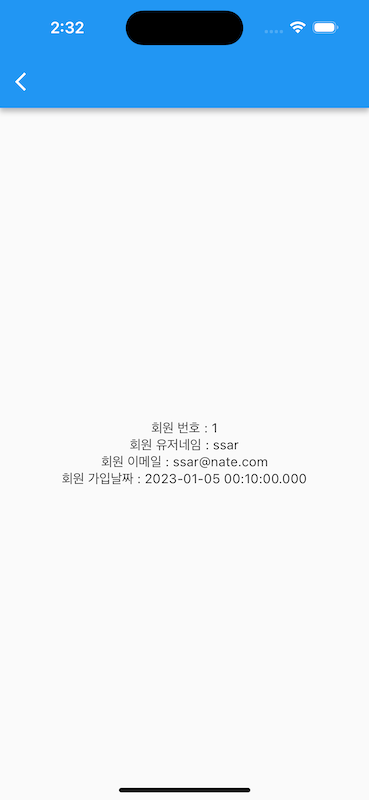 2:32
회원 번호 : 1
회원 유저네임 : ssar
회원 이메일 : ssar@nate.com
회원 가입날짜 : 2023-01-05 00:10:00.000